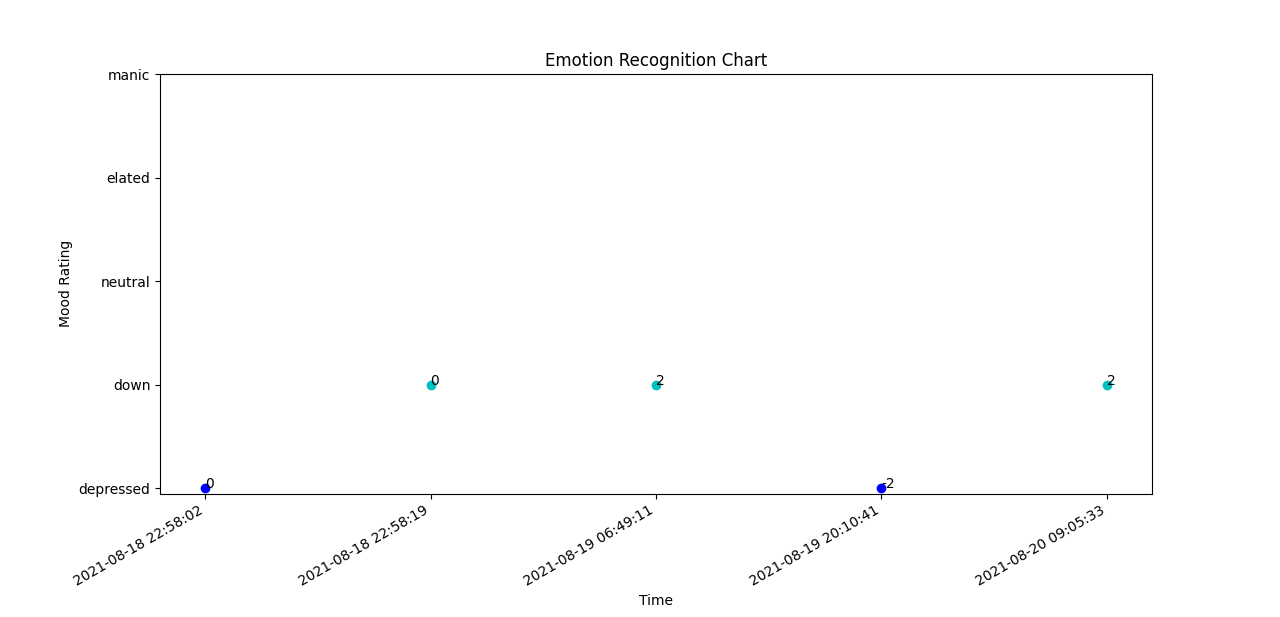 Emotion Recognition Chart
manic
elated
neutral
down
depressed
Mood Rating
0
0
2
-2
2
2021-08-18 22:58:02
2021-08-18 22:58:19
2021-08-19 06:49:11
2021-08-19 20:10:41
2021-08-20 09:05:33
Time